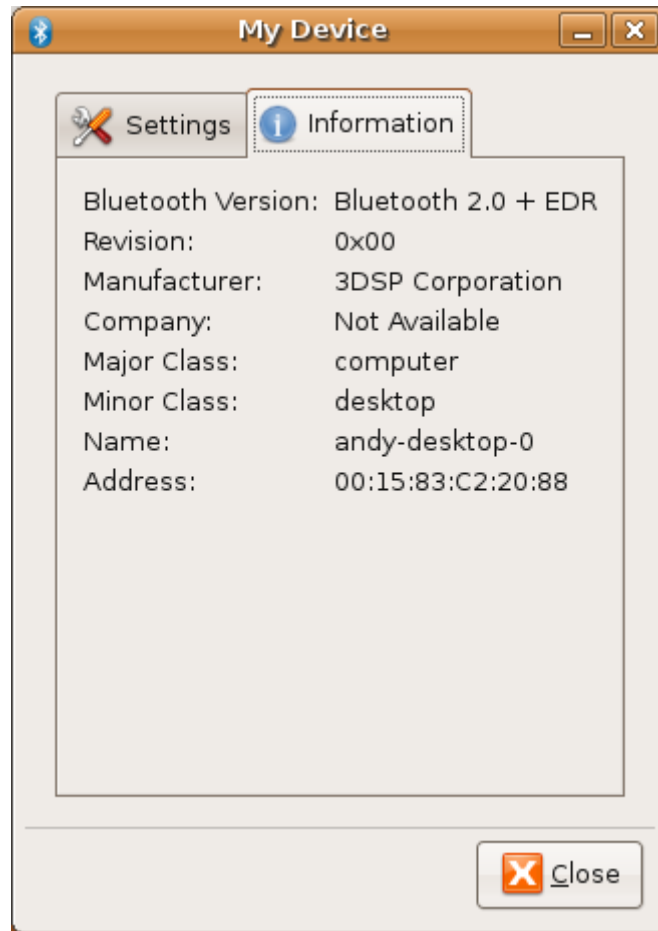 My Device
Settings Information
Bluetooth Version: Bluetooth 2.0 + EDR
Revision: 0x00
Manufacturer: 3DSP Corporation
Company: Not Available
Major Class: computer
Minor Class: desktop
Name: andy-desktop-0
Address: 00:15:83:C2:20:88
Close